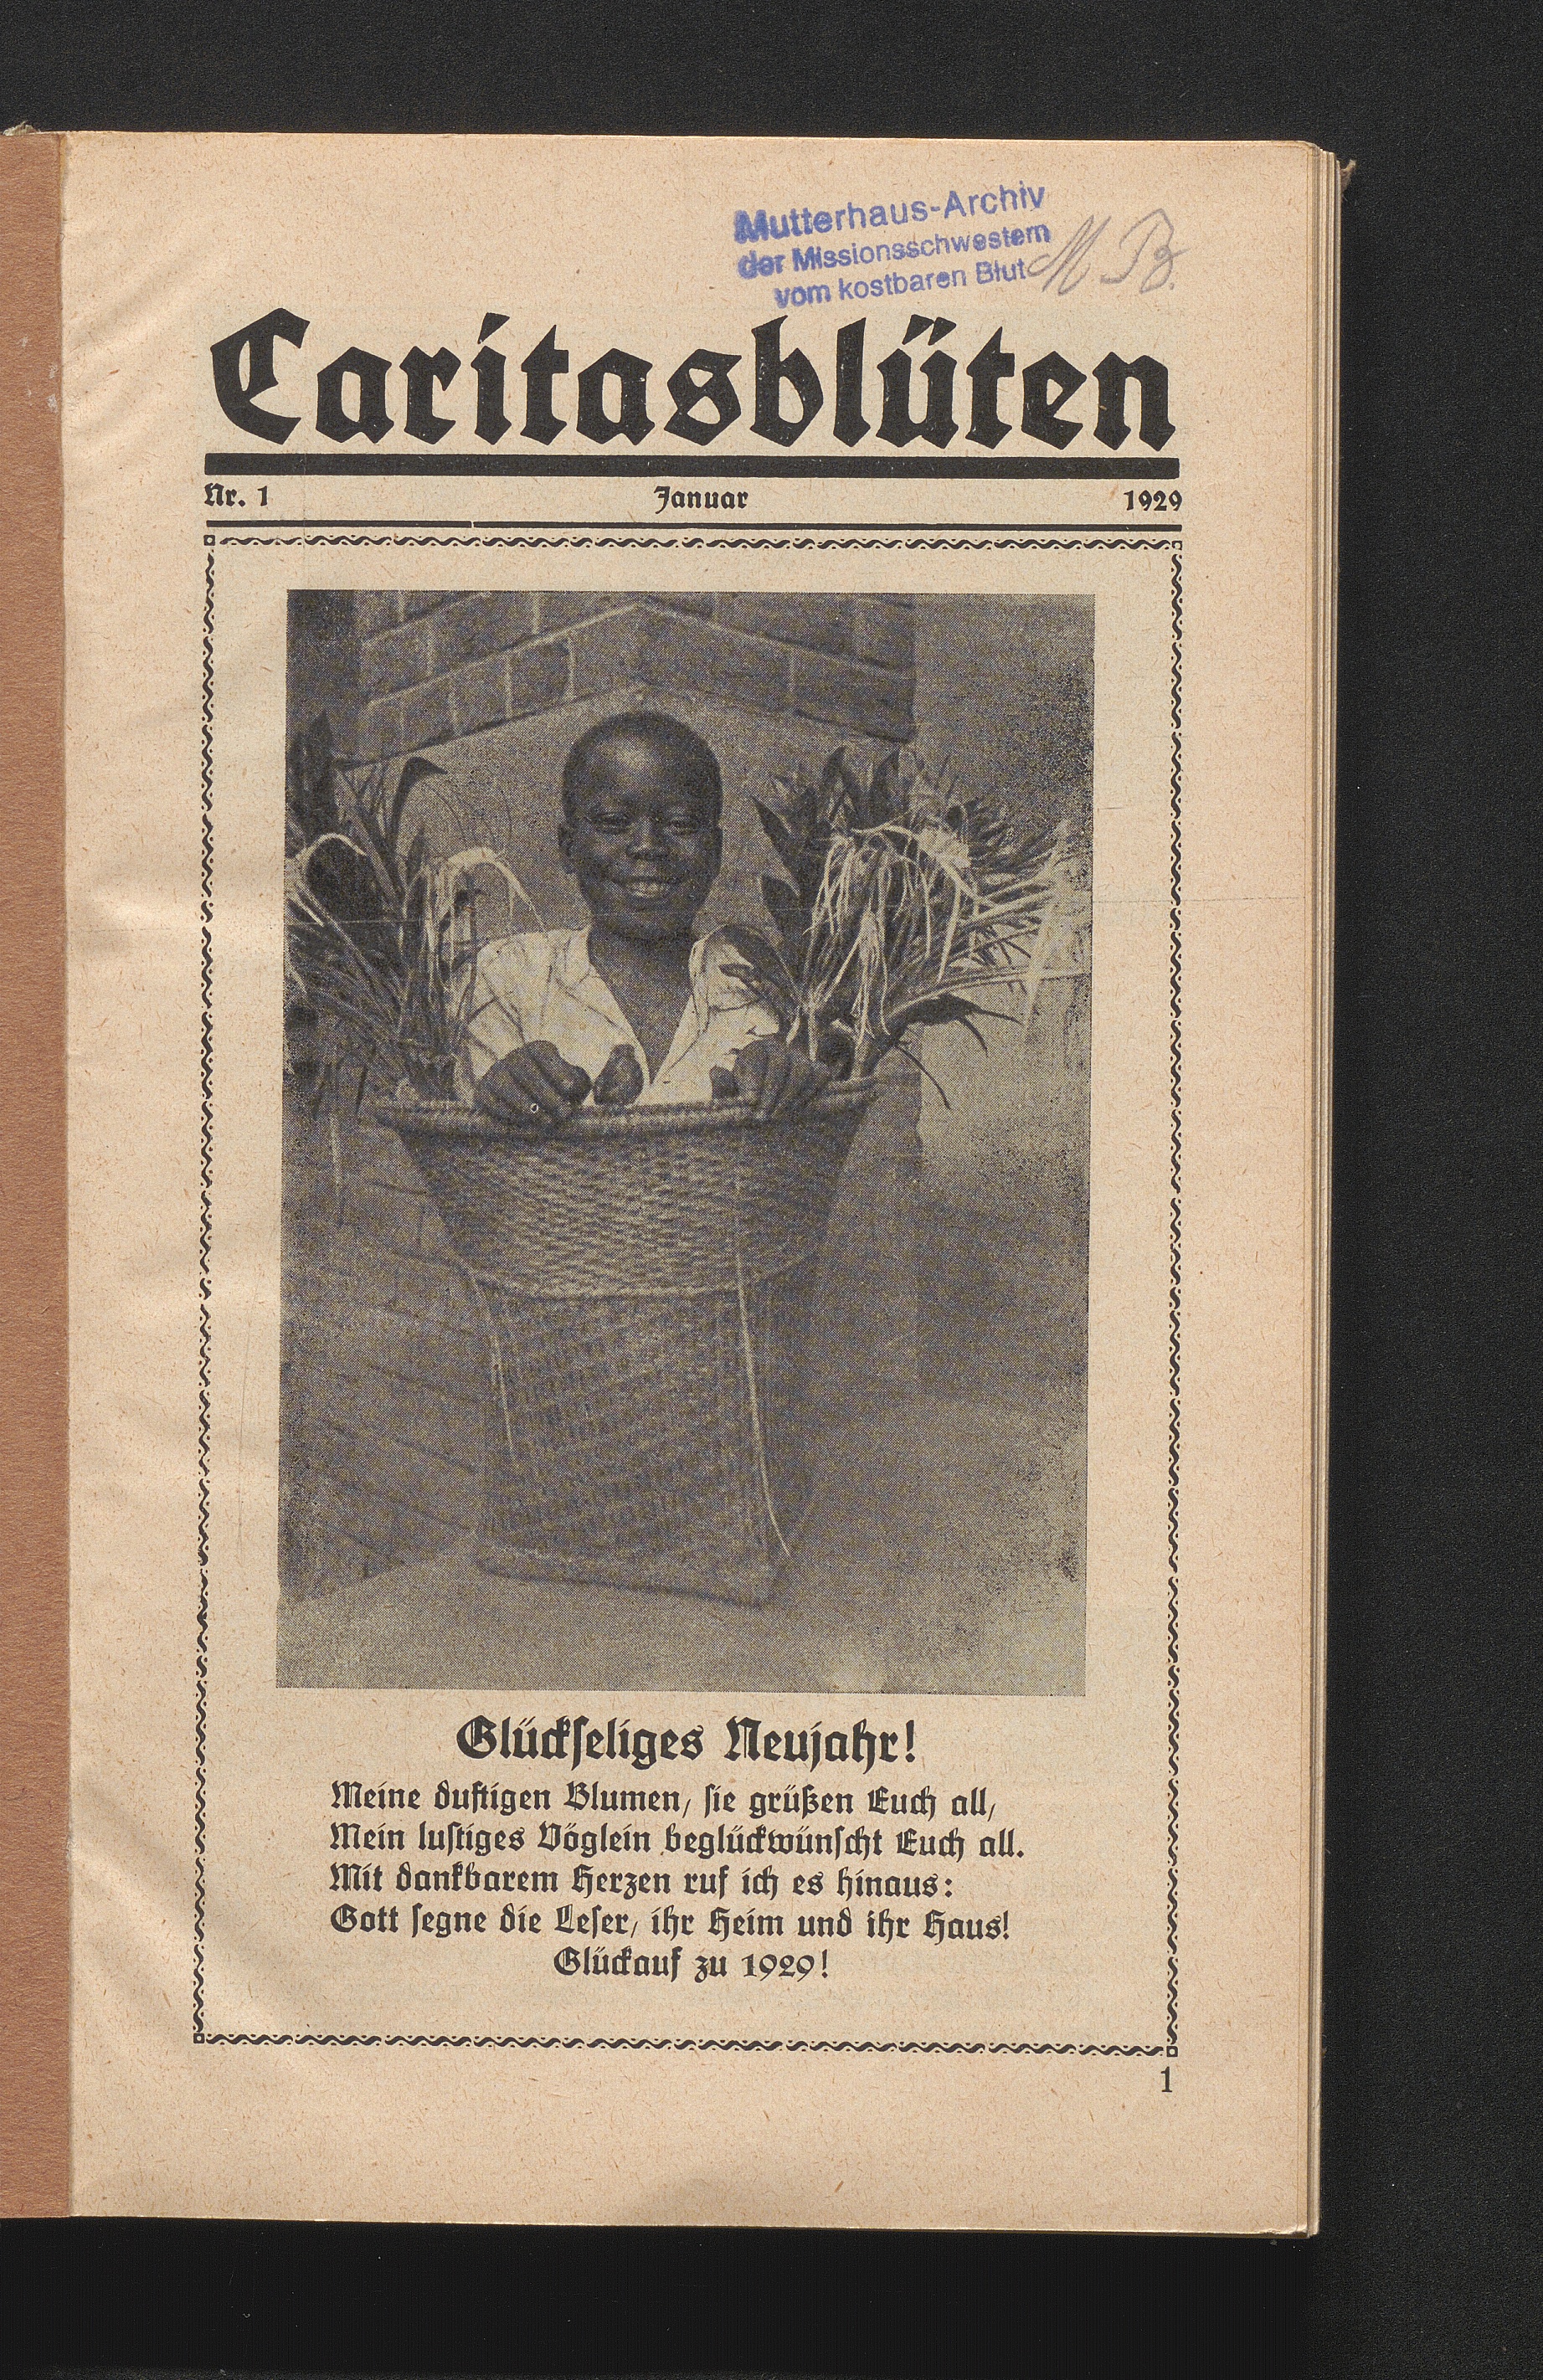 Mutterhaus-Archiv
der Missionsschwestern
vom kostbaren Blut
Caritasblüten
Nr. 1 Januar 1929
Glückseliges Neujahr!
Meine duftigen Blumen, sie grüßen Euch all,
Mein lustiges Vöglein beglückwünscht Euch all.
Mit dankbarem Herzen ruf ich es hinaus:
Gott segne die Leser, ihr Heim und ihr Haus!
Glückauf zu 1929!
1